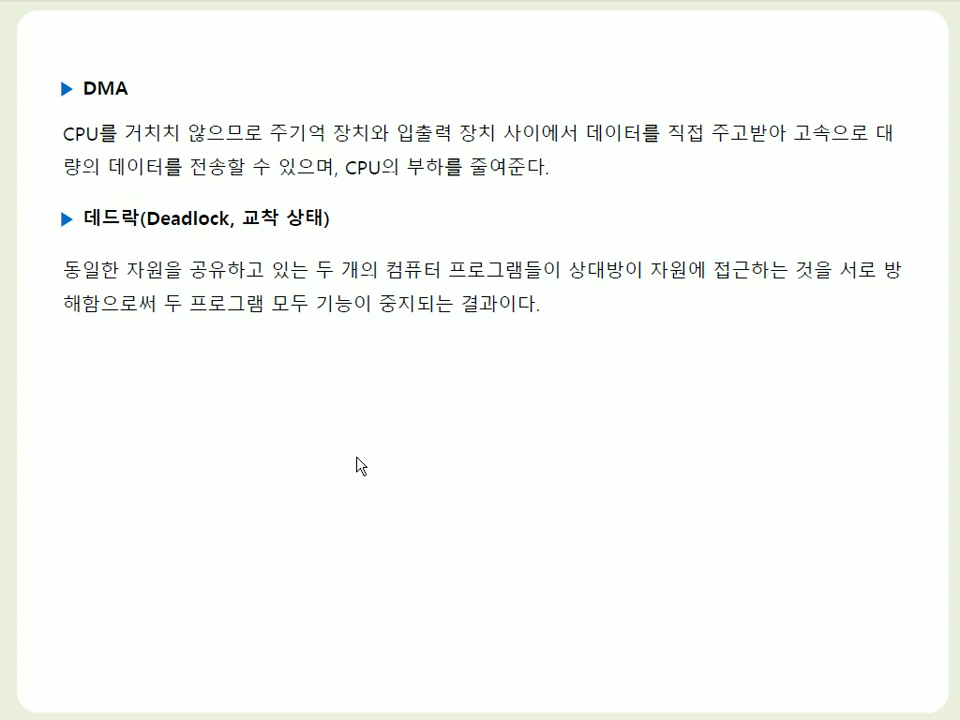 DMA
CPU를 거치치 않으므로 주기억 장치와 입출력 장치 사이에서 데이터를 직접 주고받아 고속으로 대
량의 데이터를 전송할 수 있으며, CPU의 부하를 줄여준다.
데드락(Deadlock, 교착 상태)
동일한 자원을 공유하고 있는 두 개의 컴퓨터 프로그램들이 상대방이 자원에 접근하는 것을 서로 방
해함으로써 두 프로그램 모두 기능이 중지되는 결과이다.